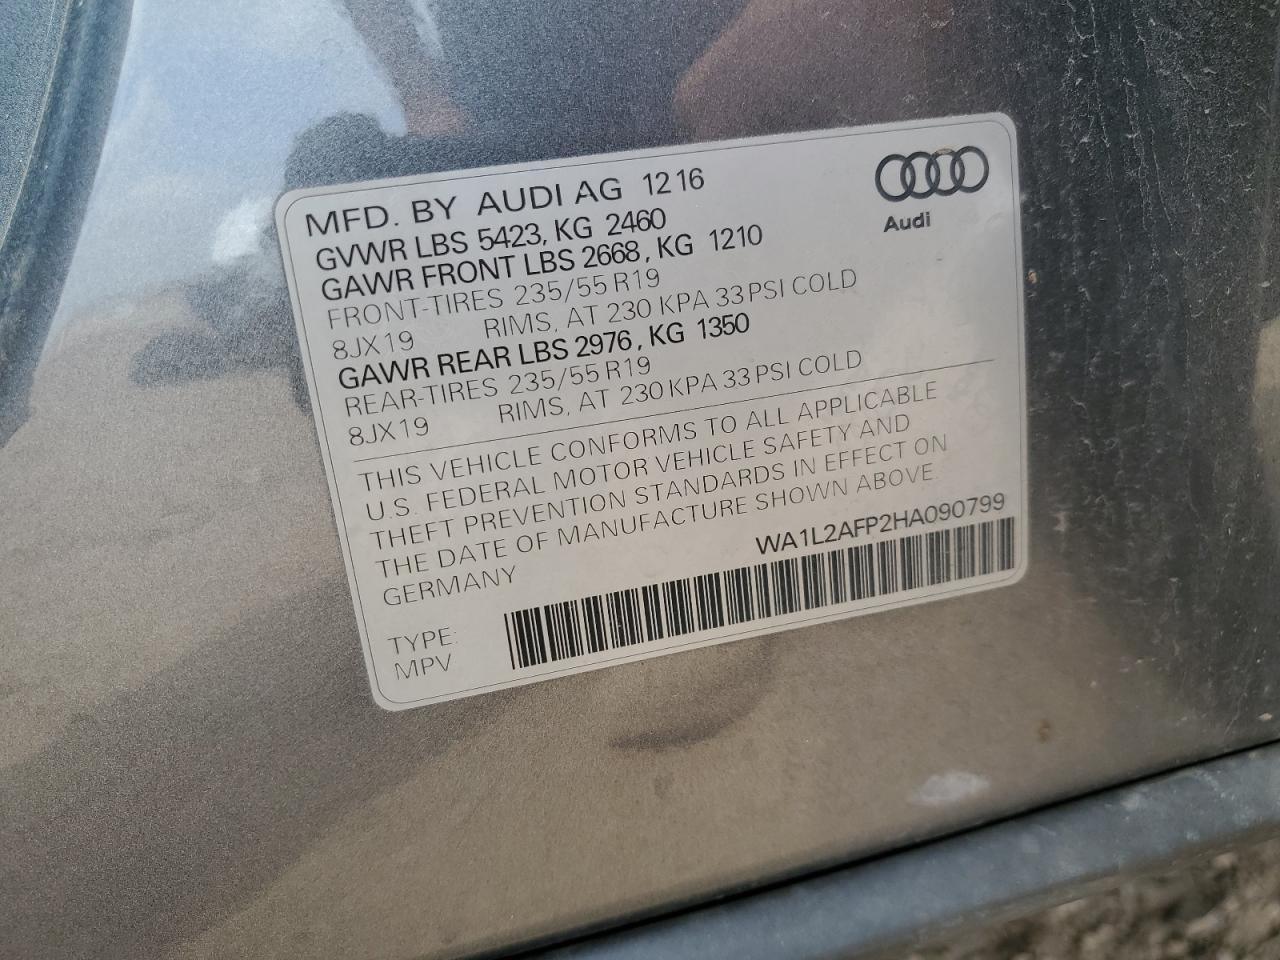 MFD. BY AUDI AG 12 16
GVWR LBS 5423, KG 2460
GAWR FRONT LBS 2668, KG 1210
FRONT-TIRES 235/55 R19
8JX19 RIMS, AT 230 KPA 33 PSI COLD
GAWR REAR LBS 2976, KG 1350
REAR-TIRES 235/55 R19
8JX19 RIMS, AT 230 KPA 33 PSI COLD
Audi
THIS VEHICLE CONFORMS TO ALL APPLICABLE
U.S. FEDERAL MOTOR VEHICLE SAFETY AND
THEFT PREVENTION STANDARDS IN EFFECT ON
THE DATE OF MANUFACTURE SHOWN ABOVE.
GERMANY
WA1L2AFP2HA090799
TYPE:
MPV